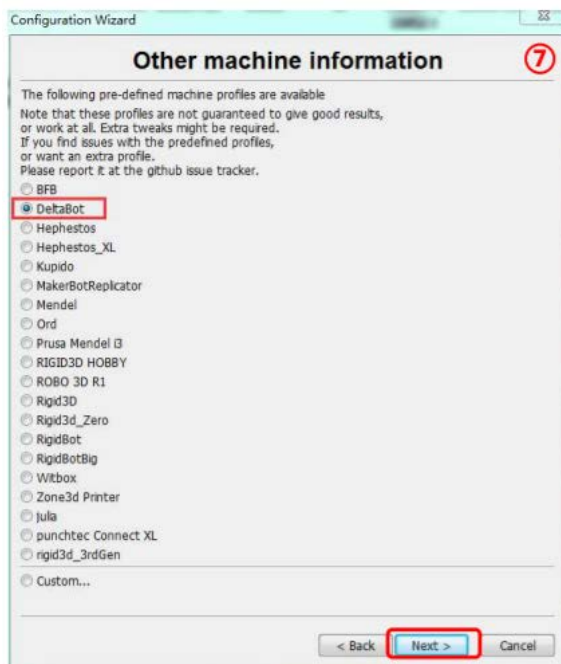 Configuration Wizard
Other machine information
⑦
The following pre-defined machine profiles are available
Note that these profiles are not guaranteed to give good results,
or work at all. Extra tweaks might be required.
If you find issues with the predefined profiles,
or want an extra profile.
Please report it at the github issue tracker.
BFB
DeltaBot
Hephestos
Hephestos_XL
Kupido
MakerBotReplicator
Mendel
Ord
Prusa Mendel i3
RIGID3D HOBBY
ROBO 3D R1
Rigid3D
Rigid3d_Zero
RigidBot
RigidBotBig
Witbox
Zone3d Printer
julia
punchtec Connect XL
rigid3d_3rdGen
Custom...
< Back Next > Cancel